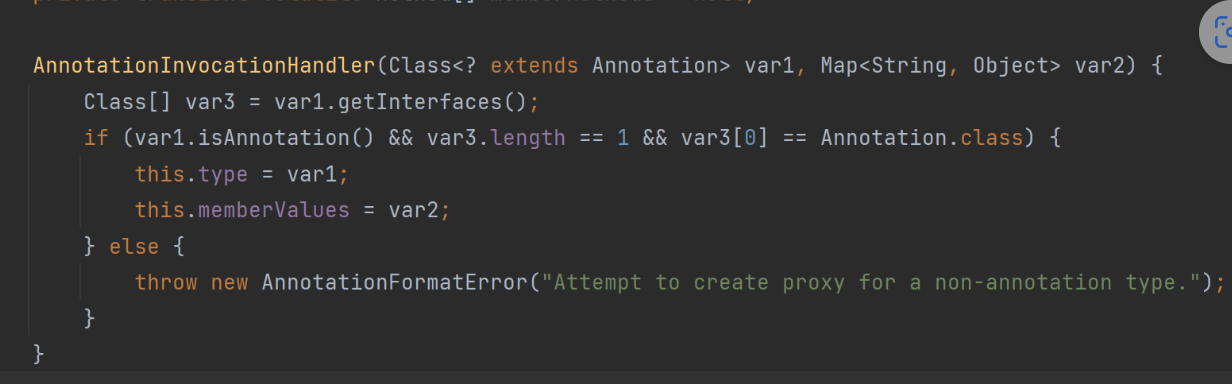 AnnotationInvocationHandler(Class<? extends Annotation> var1, Map<String, Object> var2) {
    Class[] var3 = var1.getInterfaces();
    if (var1.isAnnotation() && var3.length == 1 && var3[0] == Annotation.class) {
        this.type = var1;
        this.memberValues = var2;
    } else {
        throw new AnnotationFormatError("Attempt to create proxy for a non-annotation type.");
    }
}